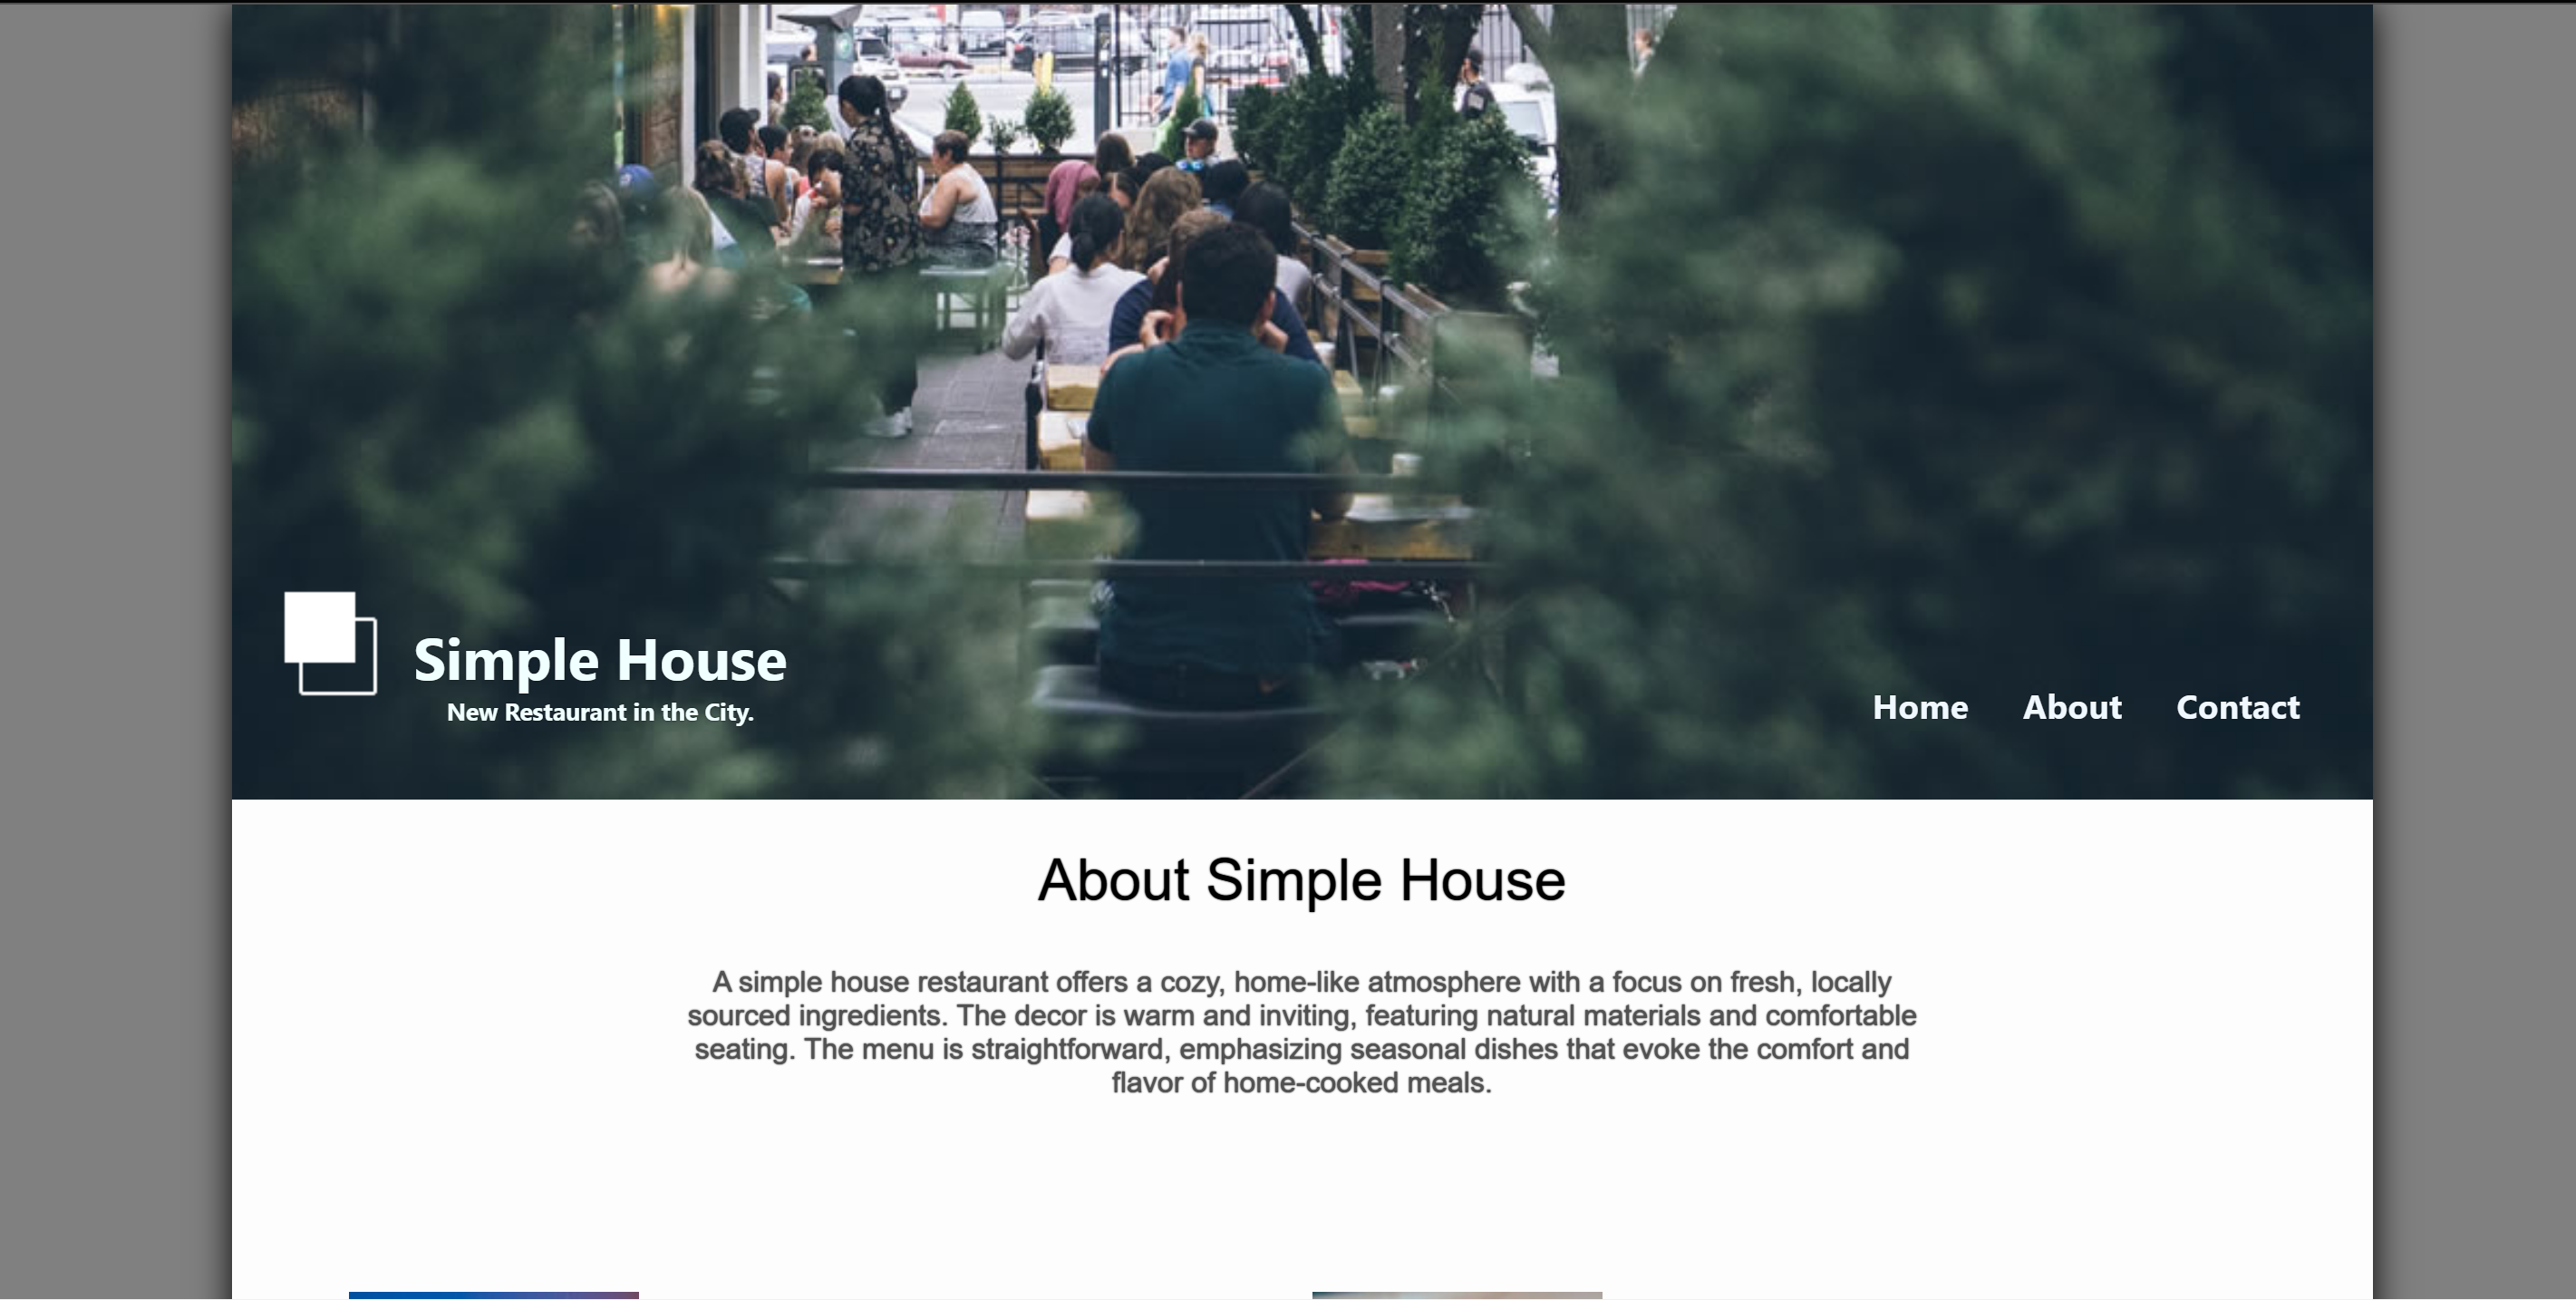 Simple House
New Restaurant in the City.
Home About Contact
About Simple House
A simple house restaurant offers a cozy, home-like atmosphere with a focus on fresh, locally
sourced ingredients. The decor is warm and inviting, featuring natural materials and comfortable
seating. The menu is straightforward, emphasizing seasonal dishes that evoke the comfort and
flavor of home-cooked meals.